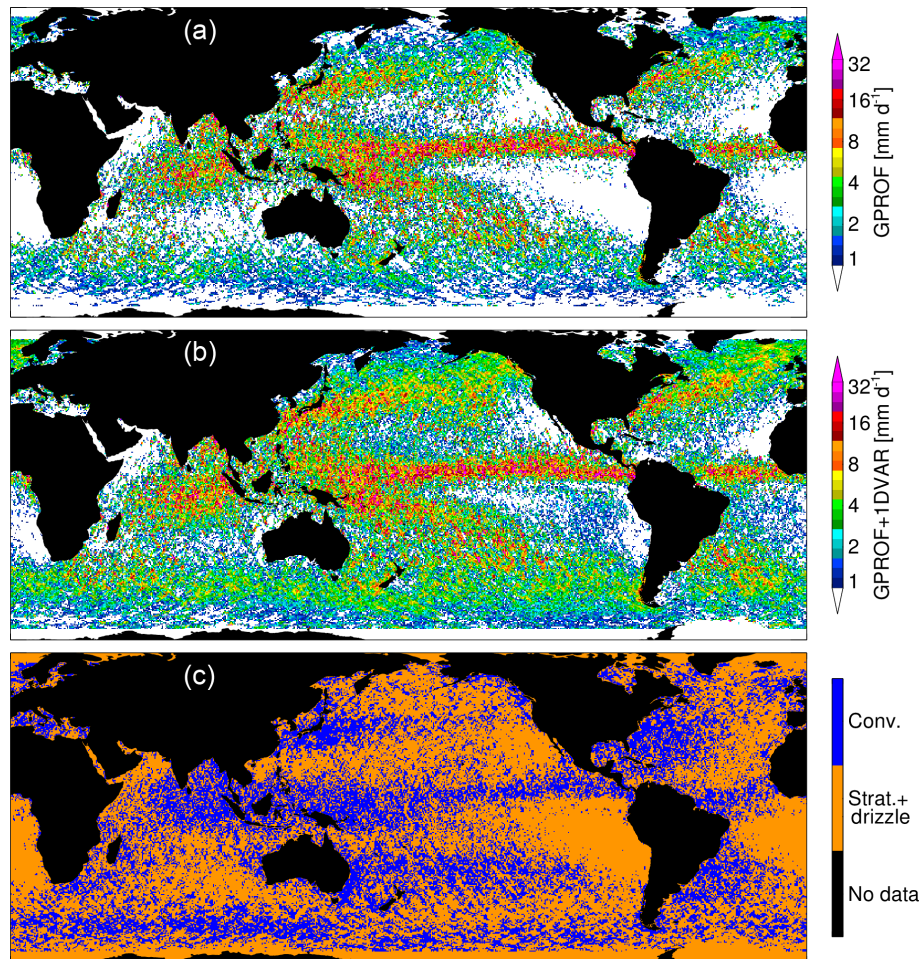 (a)
32
16
8
4
2
1
GPROF [mm d-1]
(b)
32
16
8
4
2
1
GPROF+1DVAR [mm d-1]
(c)
Conv.
Strat.+
drizzle
No data